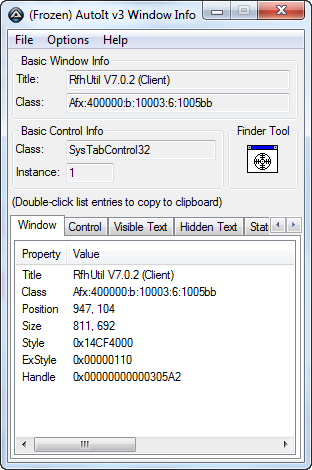 (Frozen) AutoIt v3 Window Info
File Options Help
Basic Window Info
Title: RfhUtil V7.0.2 (Client)
Class: Afx:400000:b:10003:6:1005bb
Basic Control Info
Finder Tool
Class: SysTabControl32
Instance: 1
(Double-click list entries to copy to clipboard)
Window Control Visible Text Hidden Text Stat
Property Value
Title RfhUtil V7.0.2 (Client)
Class Afx:400000:b:10003:6:1005bb
Position 947, 104
Size 811, 692
Style 0x14CF4000
ExStyle 0x00000110
Handle 0x00000000000305A2